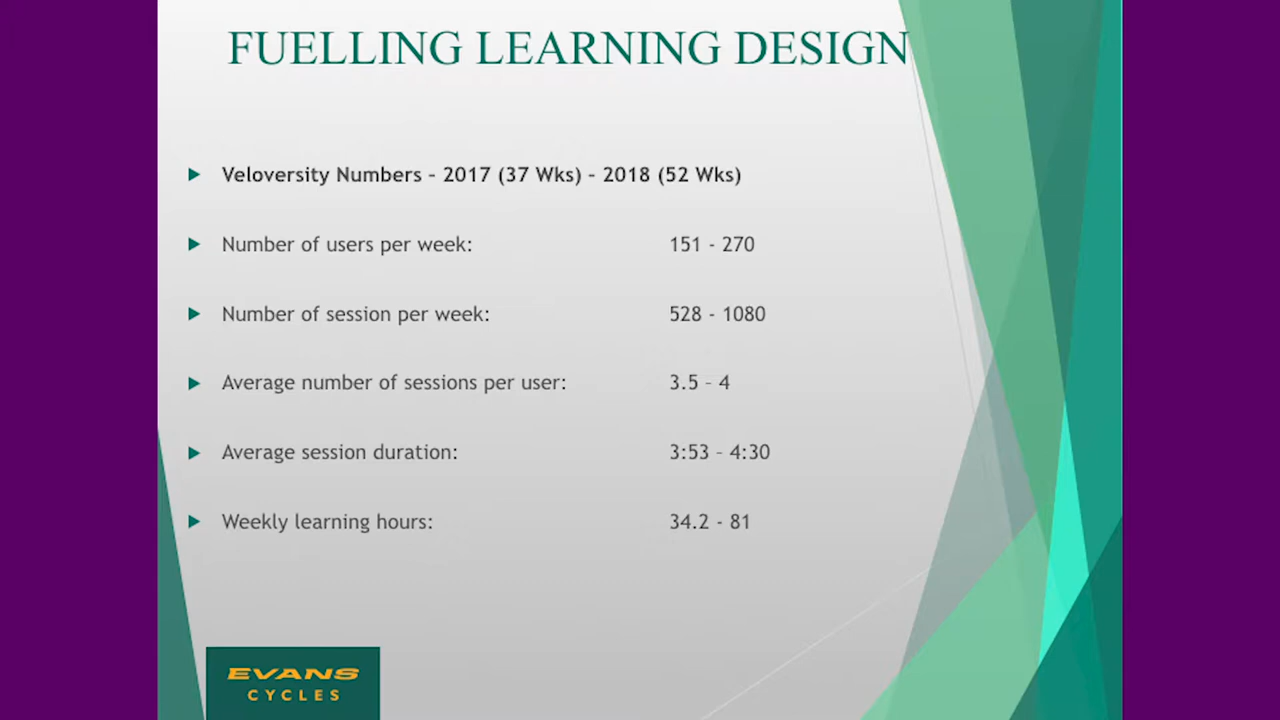 FUELLING LEARNING DESIGN
Veloversity Numbers – 2017 (37 Wks) – 2018 (52 Wks)
Number of users per week: 151 - 270
Number of session per week: 528 - 1080
Average number of sessions per user: 3.5 – 4
Average session duration: 3:53 – 4:30
Weekly learning hours: 34.2 - 81
EVANS
CYCLES